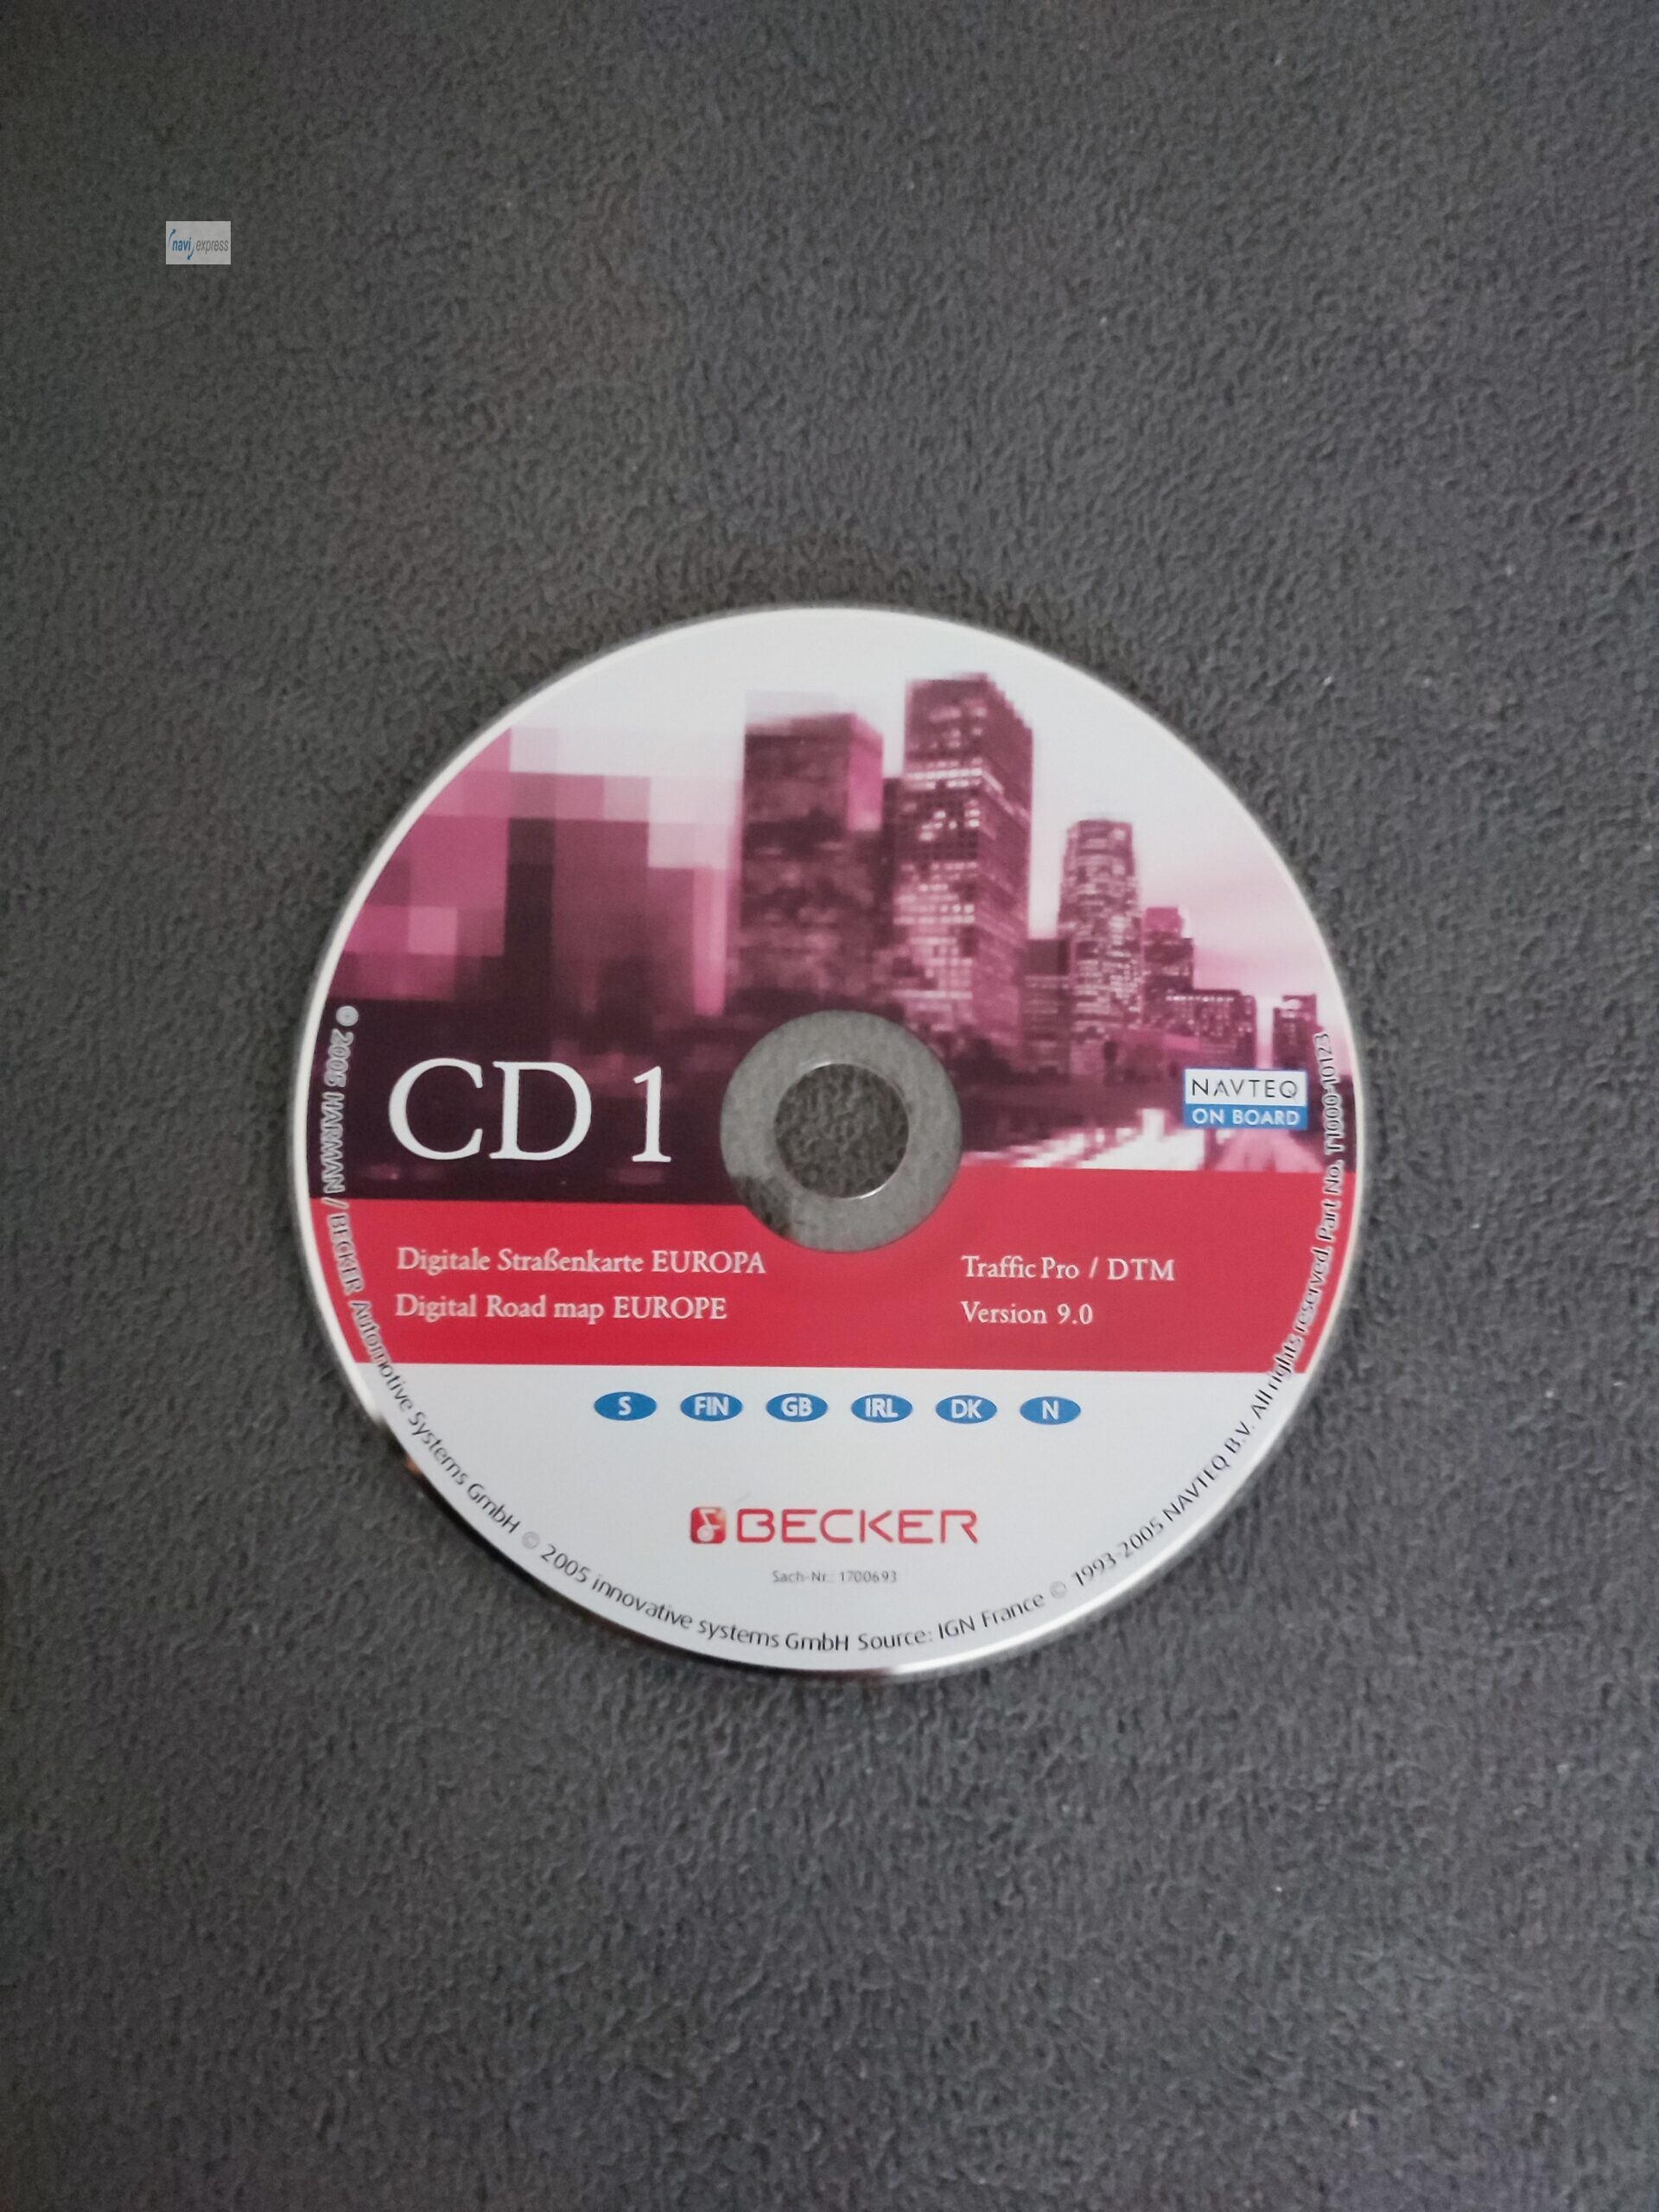 navi express
CD 1
NAVTEQ
ON BOARD
Digitale Straßenkarte EUROPA
Digital Road map EUROPE
Traffic Pro / DTM
Version 9.0
S FIN GB IRL DK N
BECKER
Sach-Nr.: 1700693
© 2005 HARMAN / BECKER Automotive Systems GmbH © 2005 innovative systems GmbH Source: IGN France © 1993-2005 NAVTEQ B.V. All rights reserved. Part No. T1000-10123